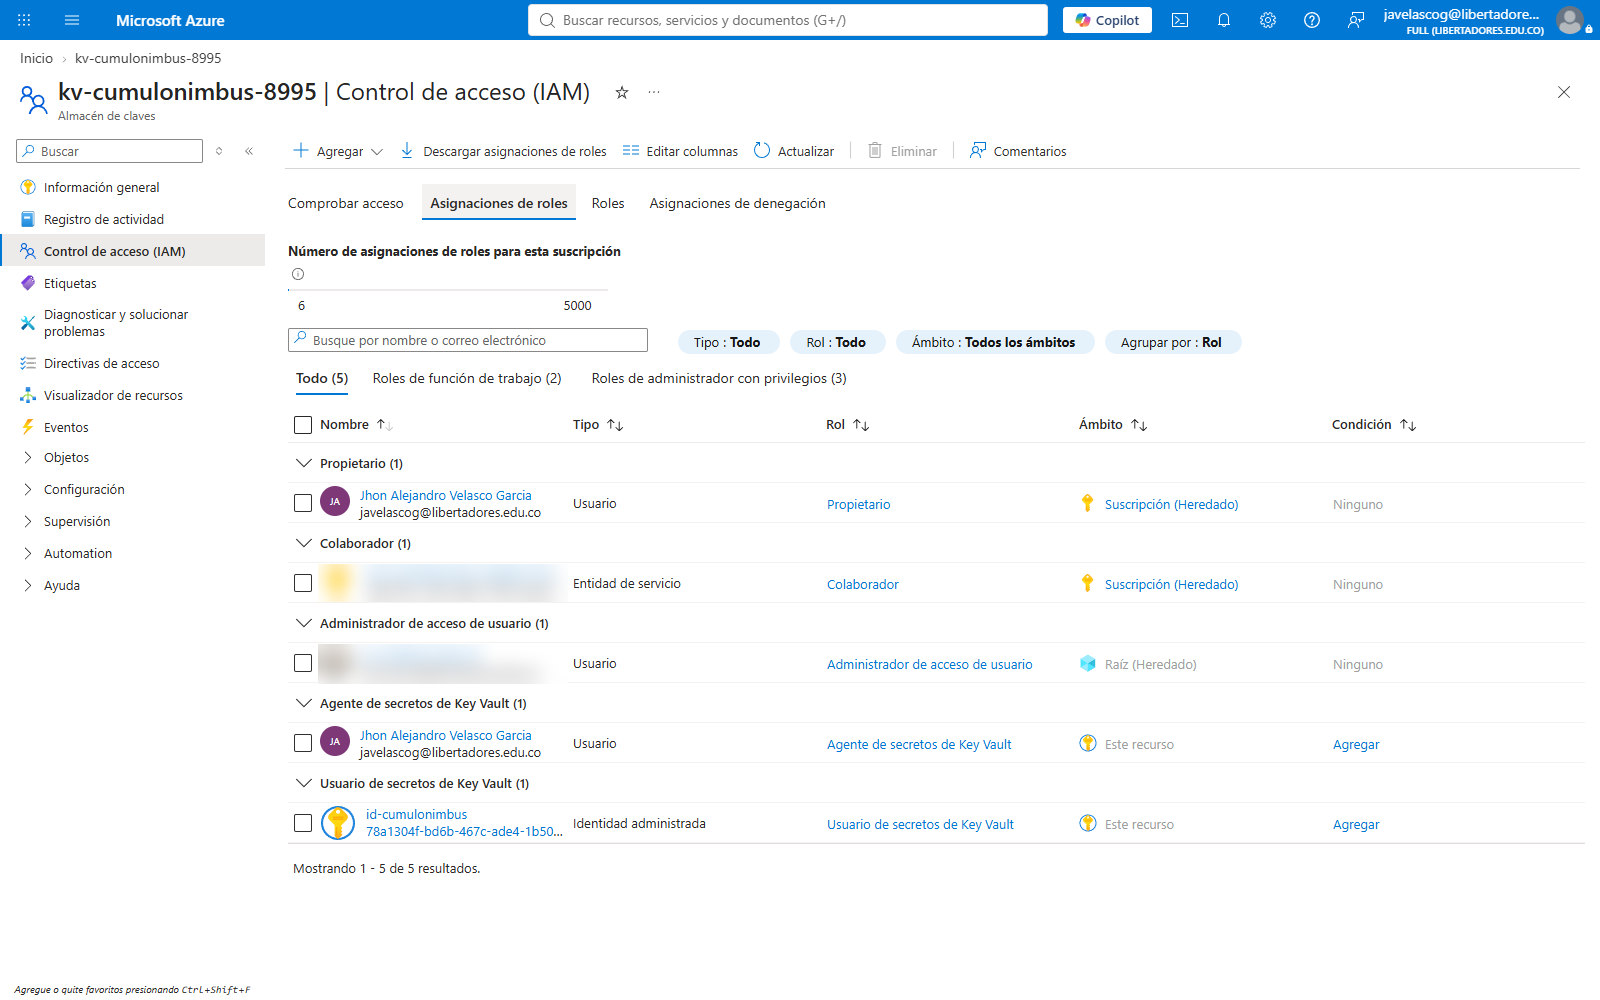 Microsoft Azure
Buscar recursos, servicios y documentos (G+/)
Copilot
javelascog@libertadore...
FULL (LIBERTADORES.EDU.CO)
Inicio > kv-cumulonimbus-8995
kv-cumulonimbus-8995 | Control de acceso (IAM)
Almacén de claves
Buscar
Información general
Registro de actividad
Control de acceso (IAM)
Etiquetas
Diagnosticar y solucionar
problemas
Directivas de acceso
Visualizador de recursos
Eventos
Objetos
Configuración
Supervisión
Automation
Ayuda
Agregar
Descargar asignaciones de roles
Editar columnas
Actualizar
Eliminar
Comentarios
Comprobar acceso
Asignaciones de roles
Roles
Asignaciones de denegación
Número de asignaciones de roles para esta suscripción
6 5000
Busque por nombre o correo electrónico
Tipo : Todo
Rol : Todo
Ámbito : Todos los ámbitos
Agrupar por : Rol
Todo (5)
Roles de función de trabajo (2)
Roles de administrador con privilegios (3)
Nombre Tipo Rol Ámbito Condición
Propietario (1)
Jhon Alejandro Velasco Garcia
javelascog@libertadores.edu.co
Usuario Propietario Suscripción (Heredado) Ninguno
Colaborador (1)
Entidad de servicio Colaborador Suscripción (Heredado) Ninguno
Administrador de acceso de usuario (1)
Usuario Administrador de acceso de usuario Raíz (Heredado) Ninguno
Agente de secretos de Key Vault (1)
Jhon Alejandro Velasco Garcia
javelascog@libertadores.edu.co
Usuario Agente de secretos de Key Vault Este recurso Agregar
Usuario de secretos de Key Vault (1)
id-cumulonimbus
78a1304f-bd6b-467c-ade4-1b50...
Identidad administrada Usuario de secretos de Key Vault Este recurso Agregar
Mostrando 1 - 5 de 5 resultados.
JA
JA
Agregue o quite favoritos presionando Ctrl+Shift+F